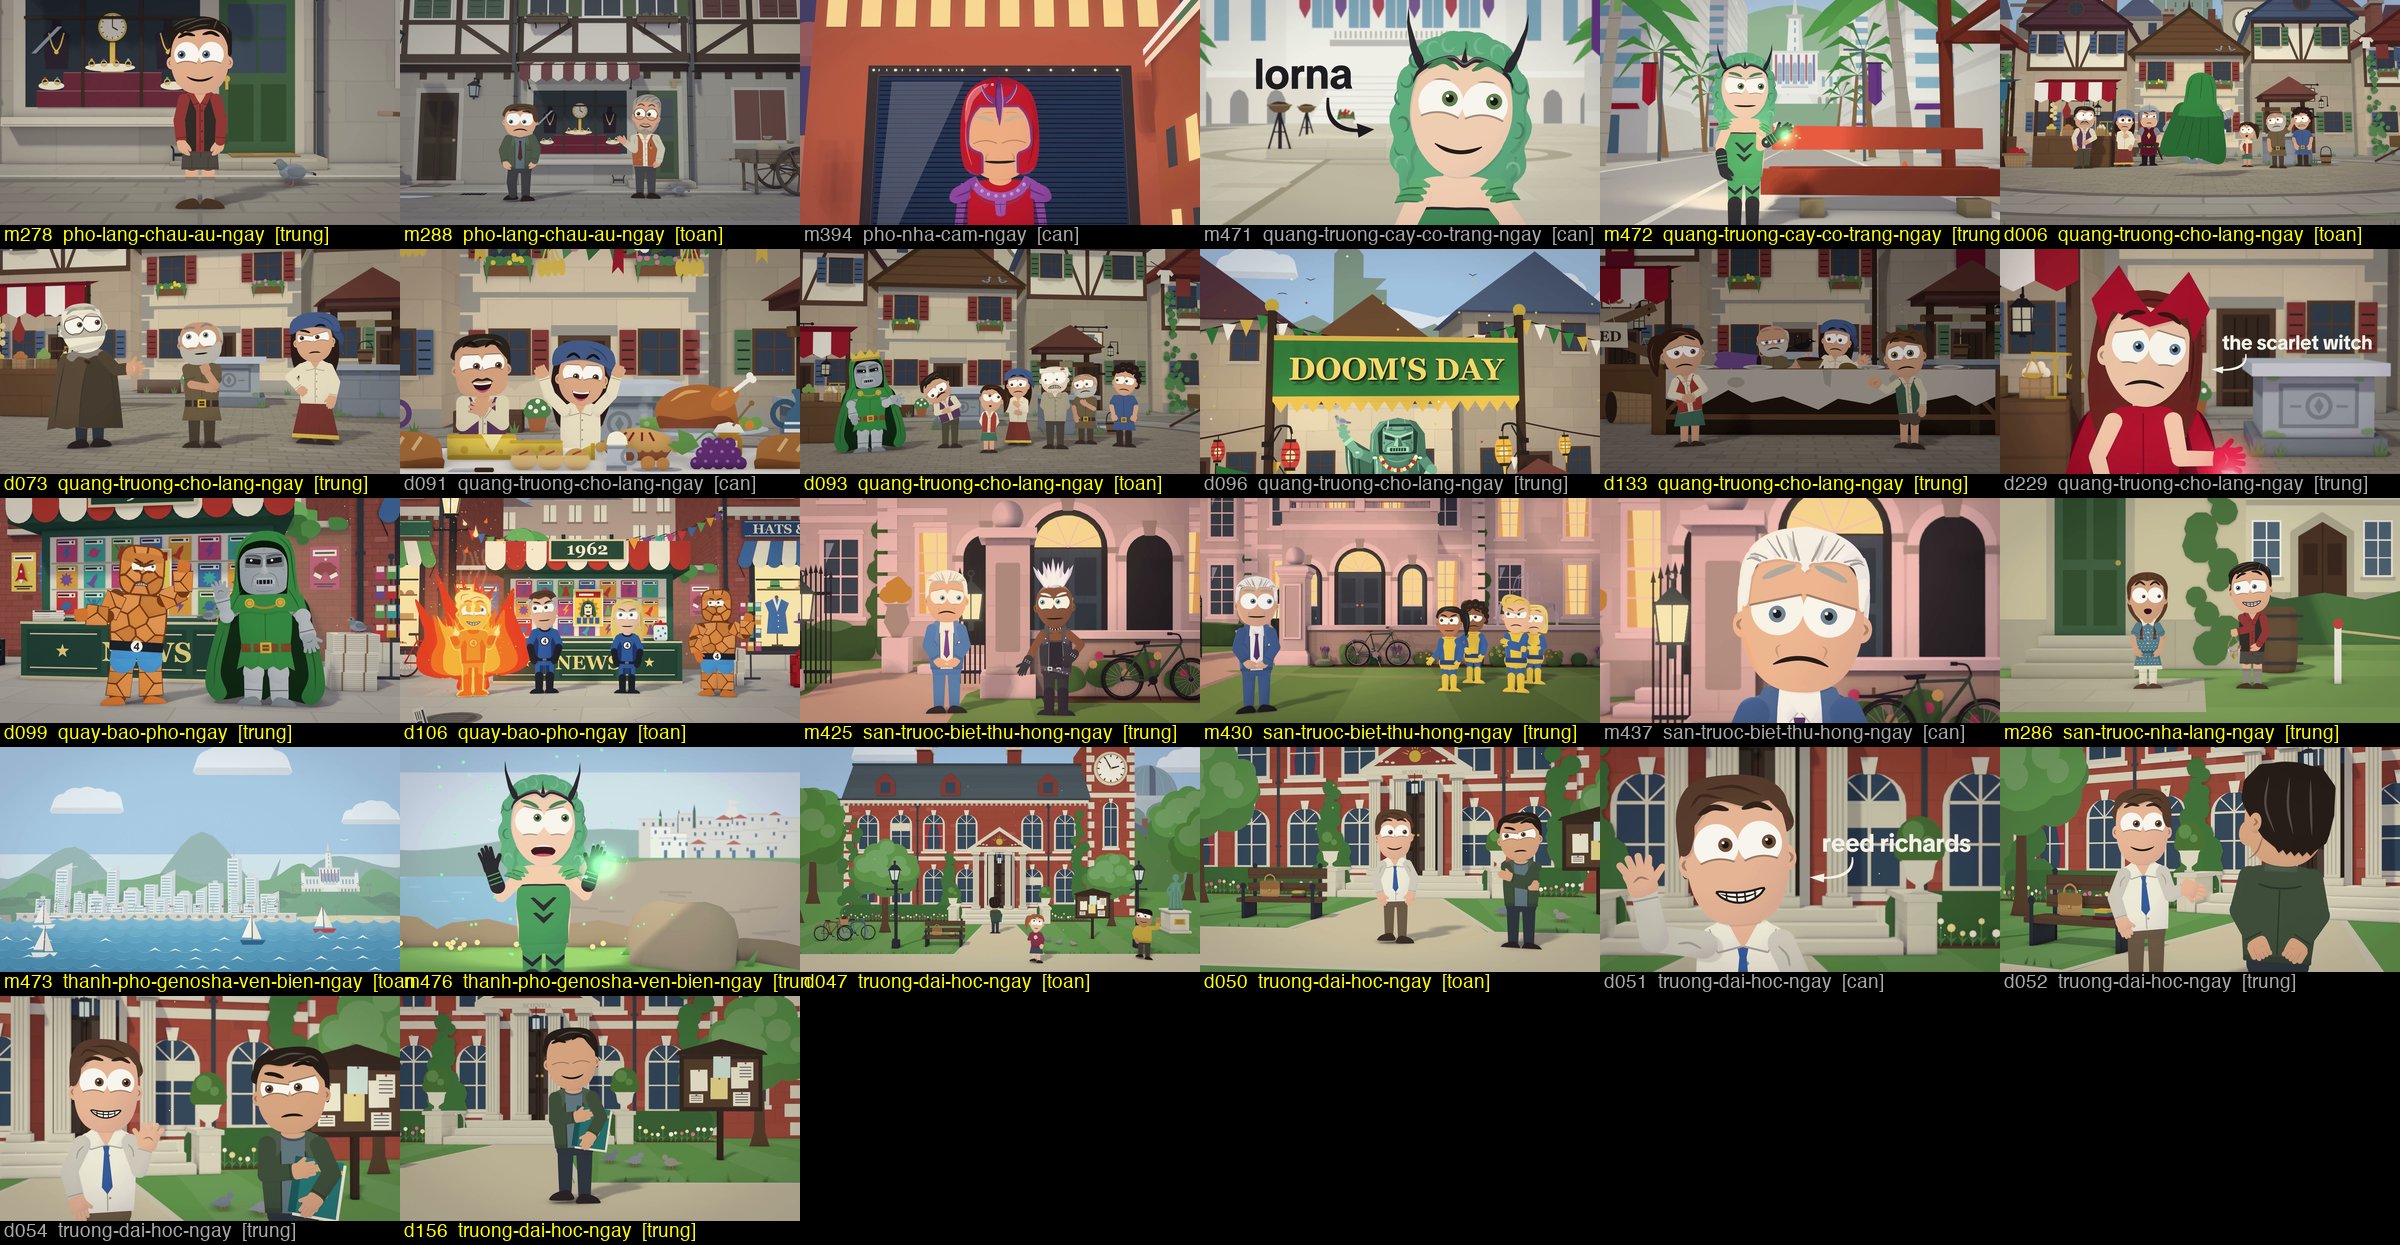 lorna
m278 pho-lang-chau-au-ngay [trung]
m288 pho-lang-chau-au-ngay [toan]
m394 pho-nha-cam-ngay [can]
m471 quang-truong-cay-co-trang-ngay [can]
m472 quang-truong-cay-co-trang-ngay [trung
d006 quang-truong-cho-lang-ngay [toan]
DOOM'S DAY
ED
the scarlet witch
d073 quang-truong-cho-lang-ngay [trung]
d091 quang-truong-cho-lang-ngay [can]
d093 quang-truong-cho-lang-ngay [toan]
d096 quang-truong-cho-lang-ngay [trung]
d133 quang-truong-cho-lang-ngay [trung]
d229 quang-truong-cho-lang-ngay [trung]
4
1962
HATS &
4
4
NEWS
4
d099 quay-bao-pho-ngay [trung]
d106 quay-bao-pho-ngay [toan]
m425 san-truoc-biet-thu-hong-ngay [trung]
m430 san-truoc-biet-thu-hong-ngay [trung]
m437 san-truoc-biet-thu-hong-ngay [can]
m286 san-truoc-nha-lang-ngay [trung]
reed richards
m473 thanh-pho-genosha-ven-bien-ngay [toan
m476 thanh-pho-genosha-ven-bien-ngay [trun
d047 truong-dai-hoc-ngay [toan]
d050 truong-dai-hoc-ngay [toan]
d051 truong-dai-hoc-ngay [can]
d052 truong-dai-hoc-ngay [trung]
d054 truong-dai-hoc-ngay [trung]
d156 truong-dai-hoc-ngay [trung]